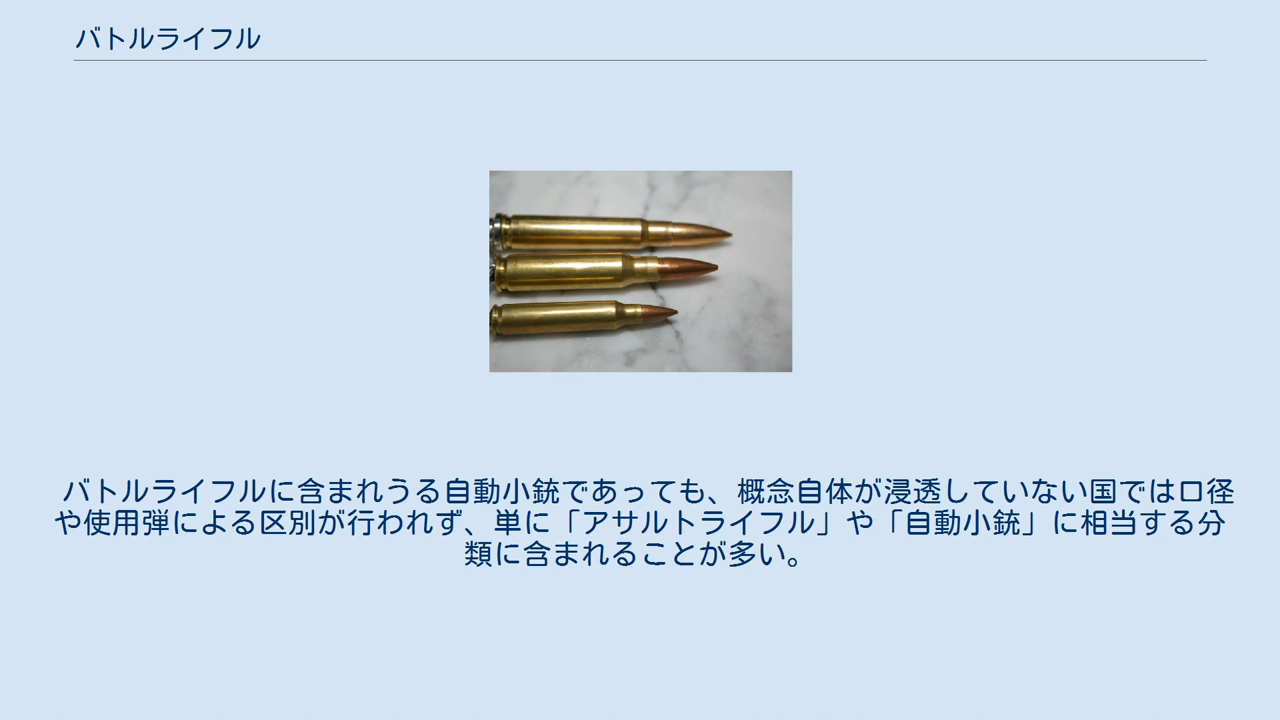 バトルライフル
バトルライフルに含まれうる自動小銃であっても、概念自体が浸透していない国では口径
や使用弾による区別が行われず、単に「アサルトライフル」や「自動小銃」に相当する分
類に含まれることが多い。